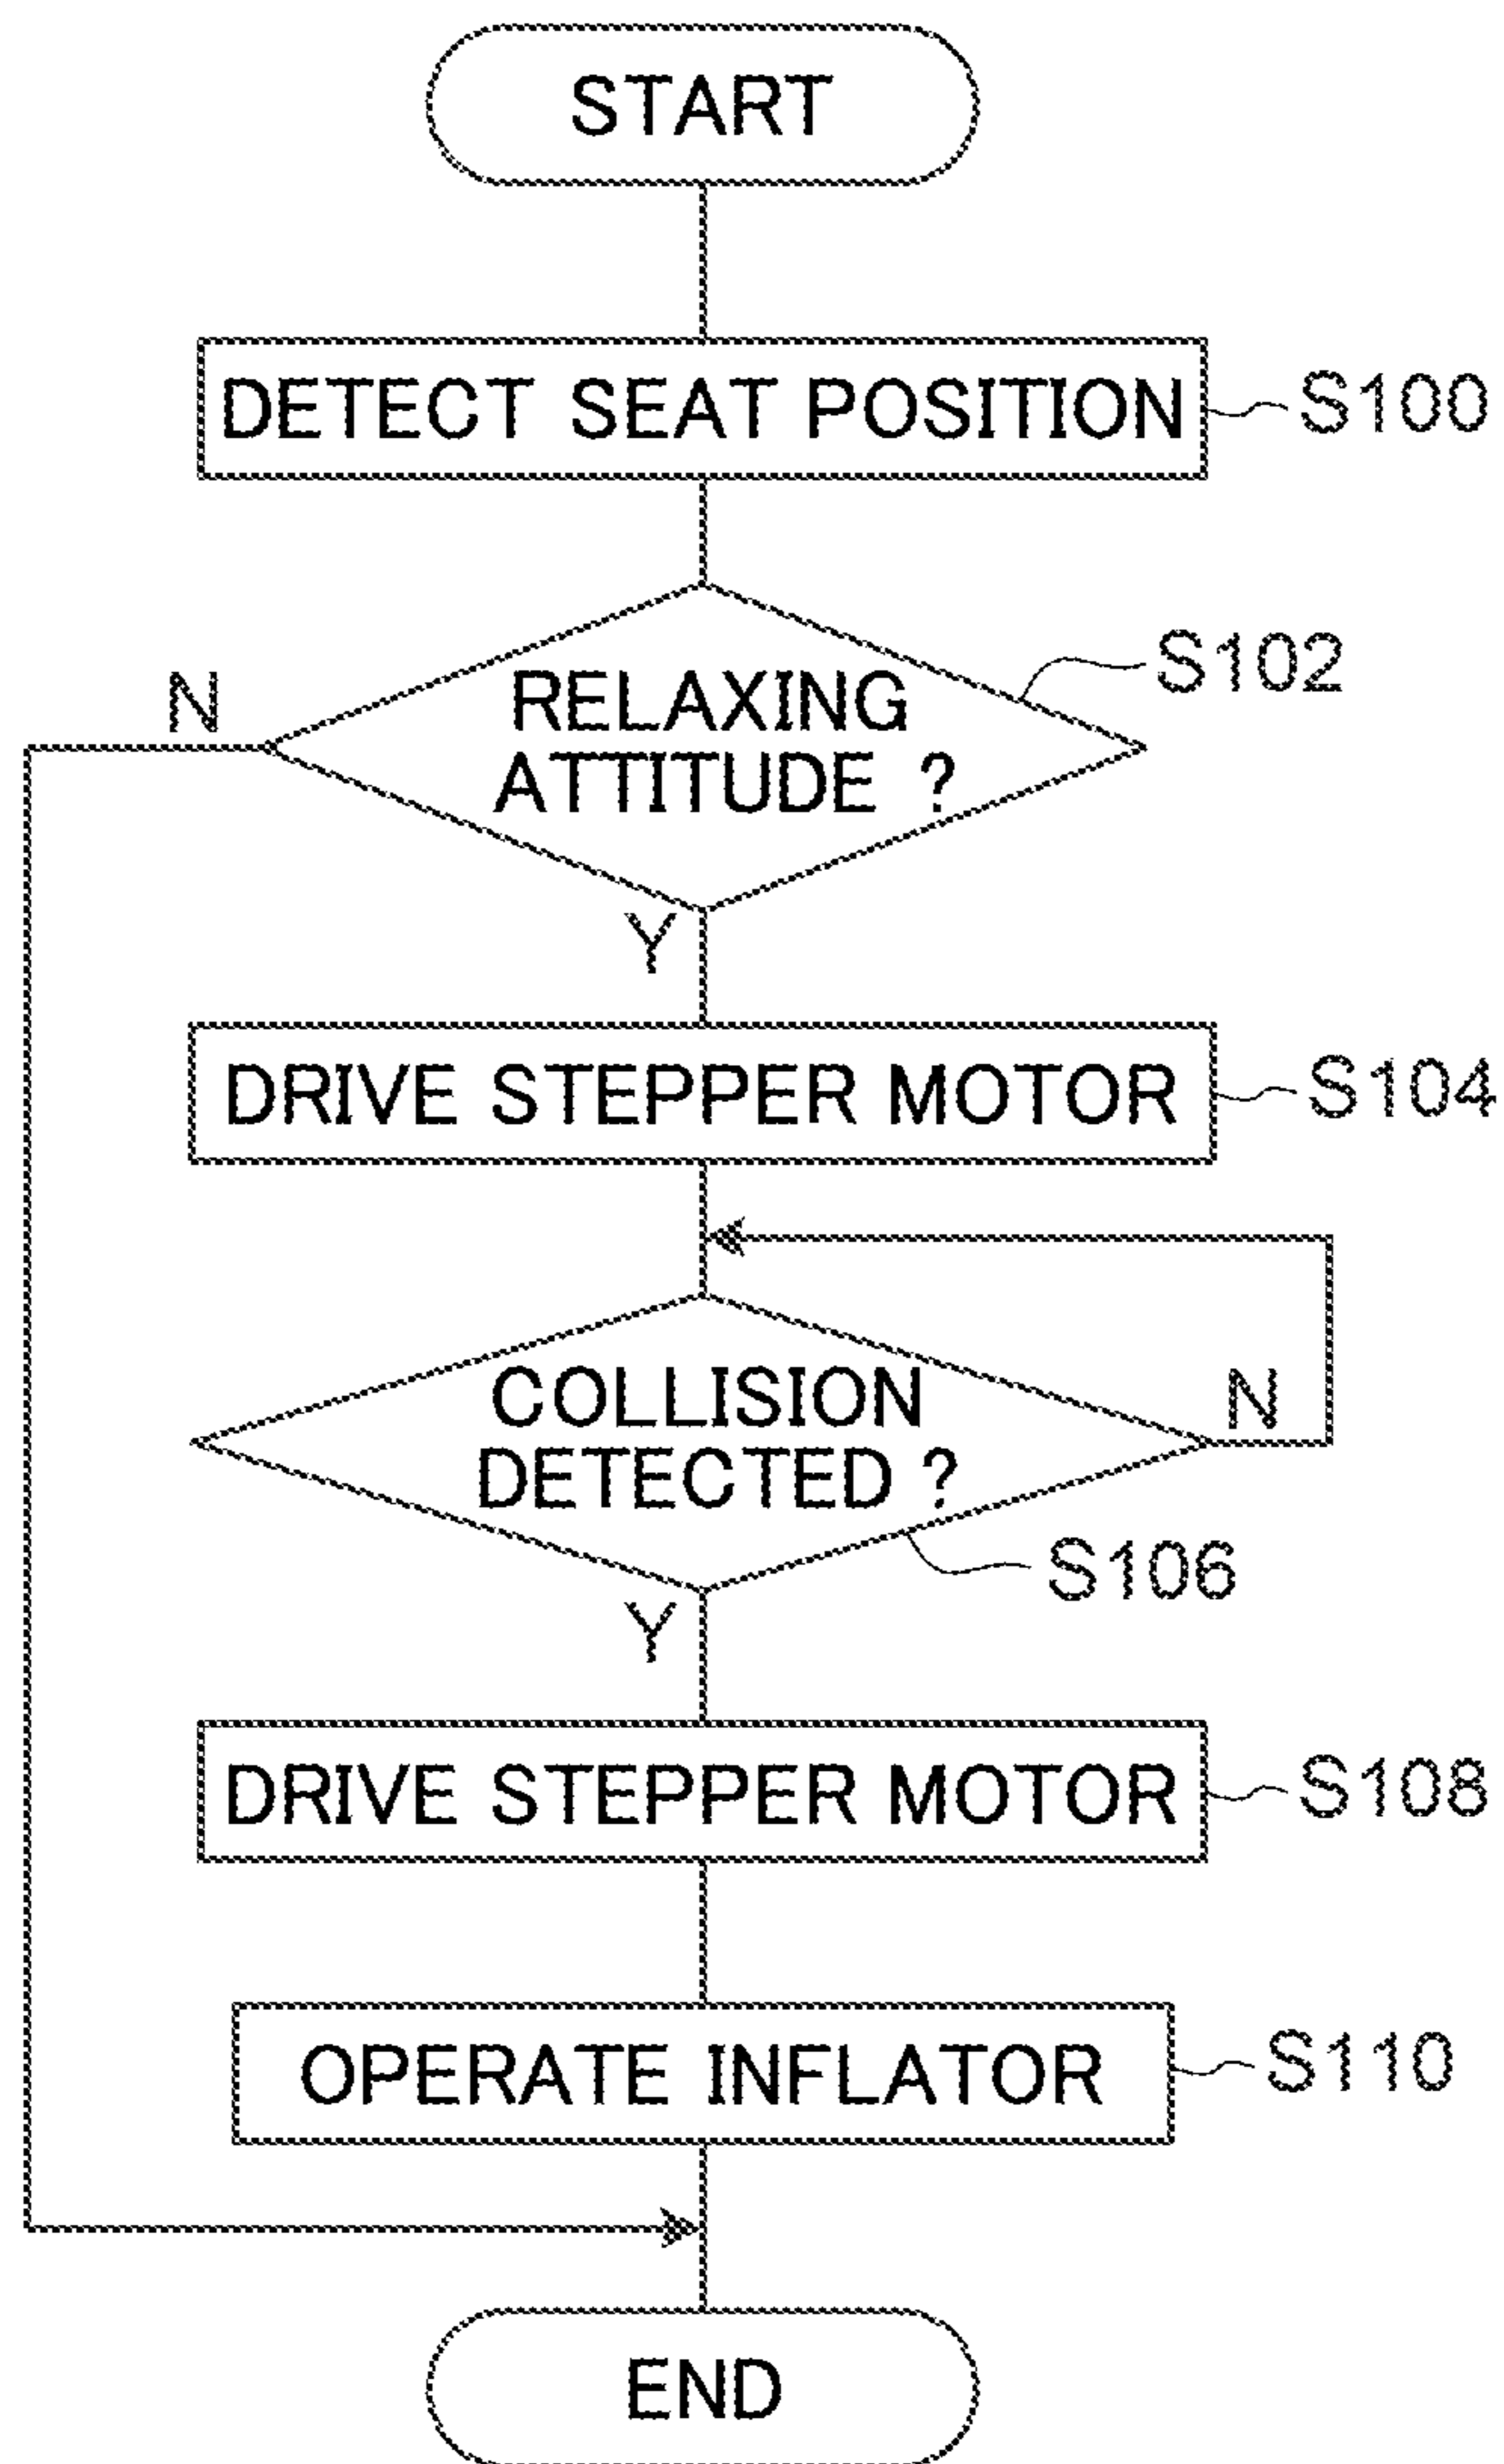 START
DETECT SEAT POSITION
S100
S102
N
RELAXING
ATTITUDE ?
Y
DRIVE STEPPER MOTOR
S104
COLLISION
DETECTED ?
N
S106
Y
DRIVE STEPPER MOTOR
S108
OPERATE INFLATOR
S110
END